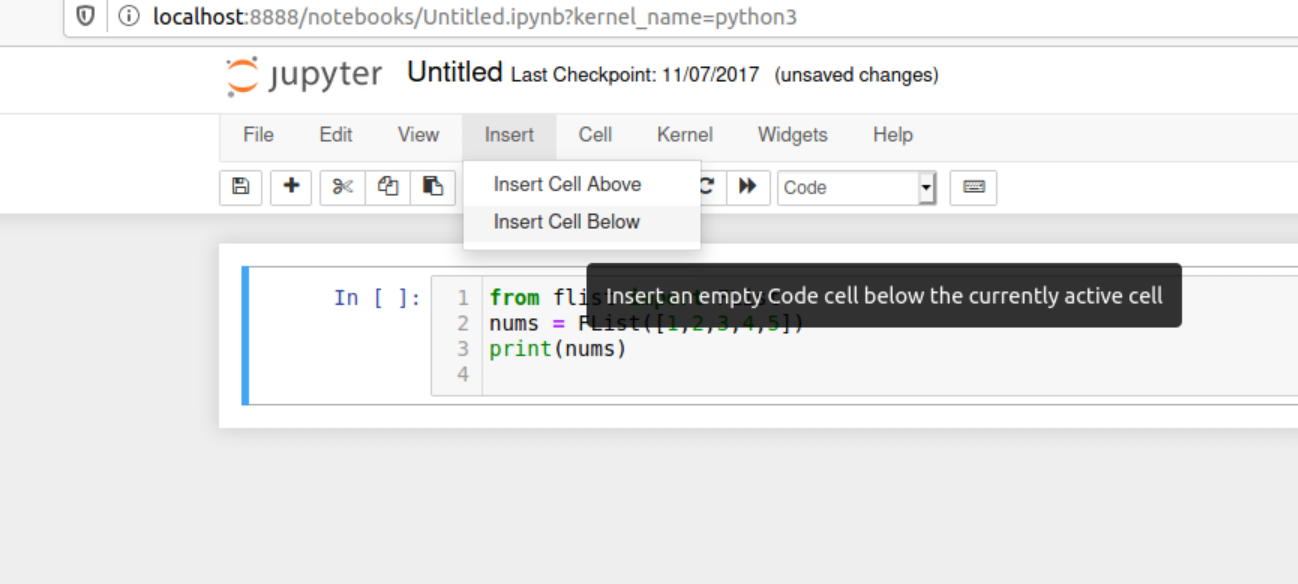 localhost:8888/notebooks/Untitled.ipynb?kernel_name=python3
jupyter Untitled Last Checkpoint: 11/07/2017 (unsaved changes)
File Edit View Insert Cell Kernel Widgets Help
Insert Cell Above
Code
Insert Cell Below
Insert an empty Code cell below the currently active cell
In [ ]:
1 from flist import
2 nums = FList([1,2,3,4,5])
3 print(nums)
4